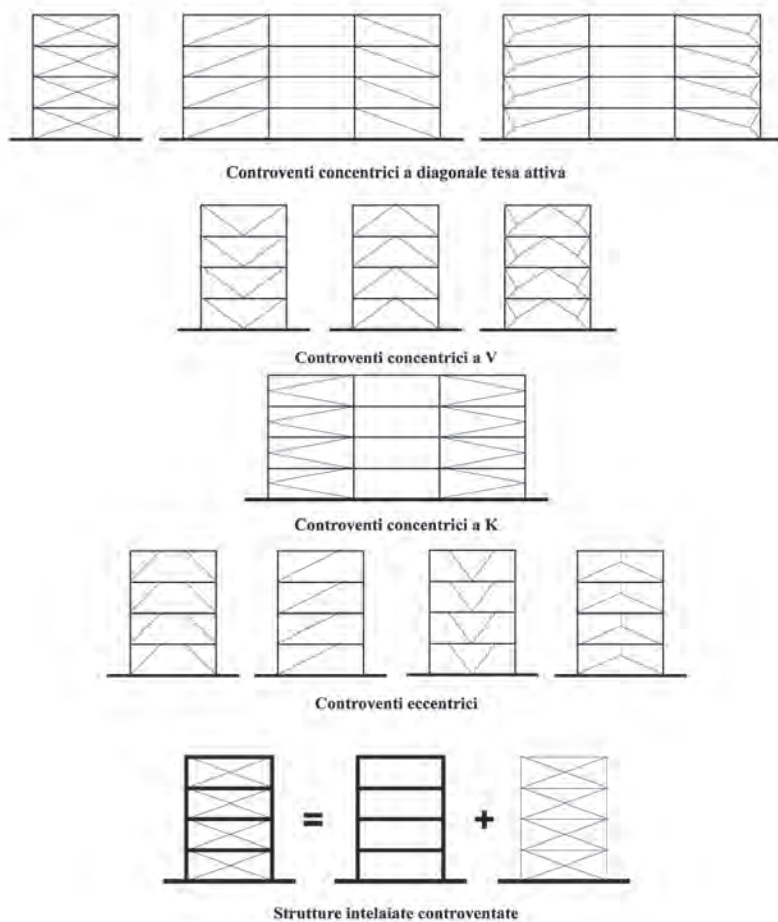 Controventi concentrici a diagonale tesa attiva
Controventi concentrici a V
Controventi concentrici a K
Controventi eccentrici
= +
Strutture intelaiate controventate